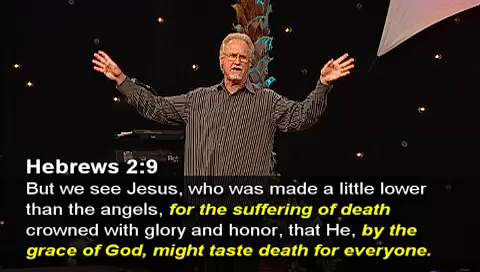 Hebrews 2:9
But we see Jesus, who was made a little lower
than the angels, for the suffering of death
crowned with glory and honor, that He, by the
grace of God, might taste death for everyone.